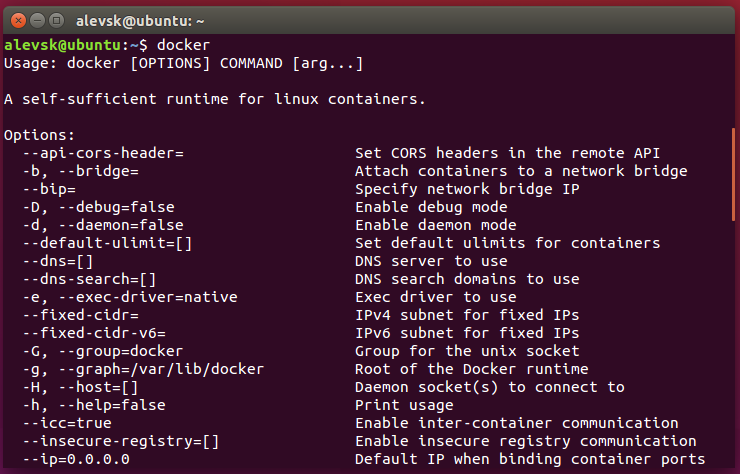 alevsk@ubuntu: ~
alevsk@ubuntu:~$ docker
Usage: docker [OPTIONS] COMMAND [arg...]

A self-sufficient runtime for linux containers.

Options:
  --api-cors-header=                   Set CORS headers in the remote API
  -b, --bridge=                        Attach containers to a network bridge
  --bip=                               Specify network bridge IP
  -D, --debug=false                    Enable debug mode
  -d, --daemon=false                   Enable daemon mode
  --default-ulimit=[]                  Set default ulimits for containers
  --dns=[]                             DNS server to use
  --dns-search=[]                      DNS search domains to use
  -e, --exec-driver=native             Exec driver to use
  --fixed-cidr=                        IPv4 subnet for fixed IPs
  --fixed-cidr-v6=                     IPv6 subnet for fixed IPs
  -G, --group=docker                   Group for the unix socket
  -g, --graph=/var/lib/docker          Root of the Docker runtime
  -H, --host=[]                        Daemon socket(s) to connect to
  -h, --help=false                     Print usage
  --icc=true                           Enable inter-container communication
  --insecure-registry=[]               Enable insecure registry communication
  --ip=0.0.0.0                         Default IP when binding container ports